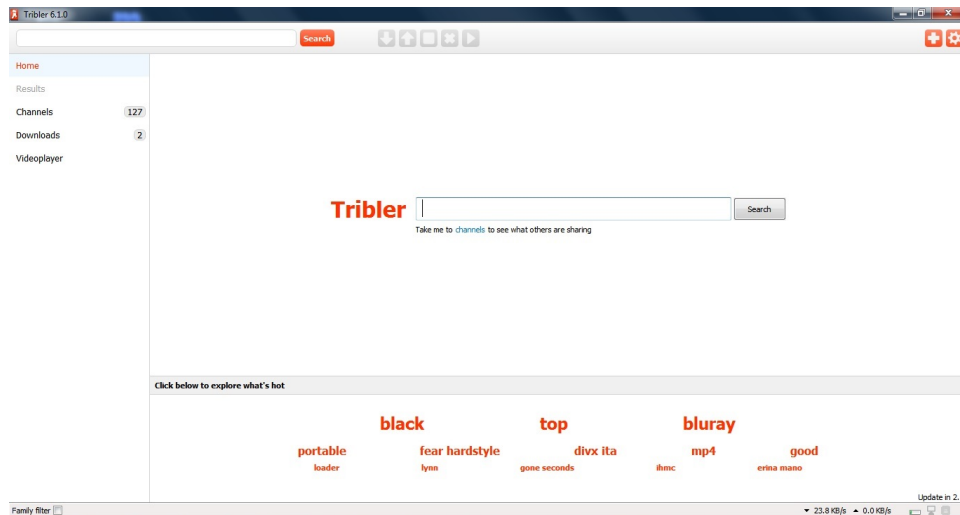 Tribler 6.1.0
Search
Home
Results
Channels 127
Downloads 2
Videoplayer
Tribler Search
Take me to channels to see what others are sharing
Click below to explore what's hot
black top bluray
portable fear hardstyle divx ita mp4 good
loader lynn gone seconds ihmc erina mano
Update in 2.
Family filter 23.8 KB/s 0.0 KB/s